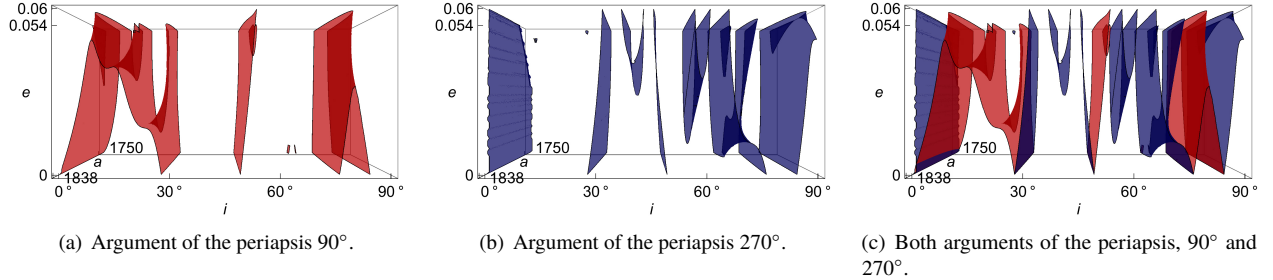 0.06
0.054
e
0
a
1750
1838
0°
30°
60°
90°
i
(a) Argument of the periapsis 90°.
0.06
0.054
e
0
a
1750
1838
0°
30°
60°
90°
i
(b) Argument of the periapsis 270°.
0.06
0.054
e
0
a
1750
1838
0°
30°
60°
90°
i
(c) Both arguments of the periapsis, 90° and
270°.